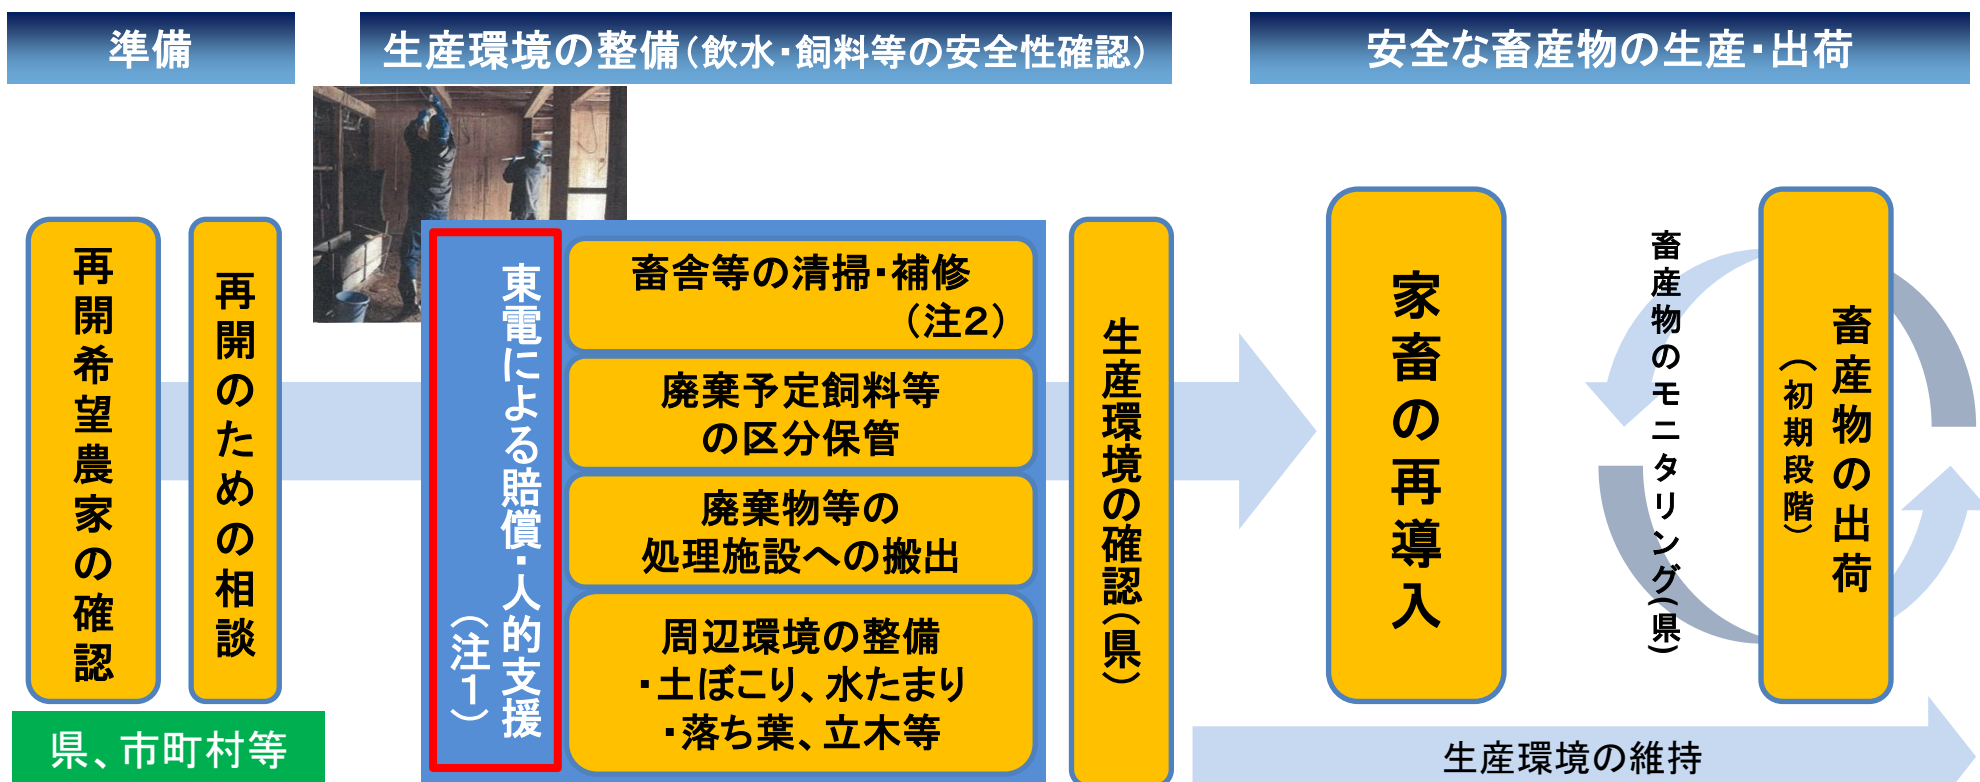 準備
生産環境の整備(飲水・飼料等の安全性確認)
安全な畜産物の生産・出荷
再開希望農家の確認
再開のための相談
県、市町村等
東電による賠償・人的支援
(注1)
畜舎等の清掃・補修
(注2)
廃棄予定飼料等
の区分保管
廃棄物等の
処理施設への搬出
周辺環境の整備
・土ぼこり、水たまり
・落ち葉、立木等
生産環境の確認(県)
家畜の再導入
畜産物のモニタリング(県)
畜産物の出荷
(初期段階)
生産環境の維持